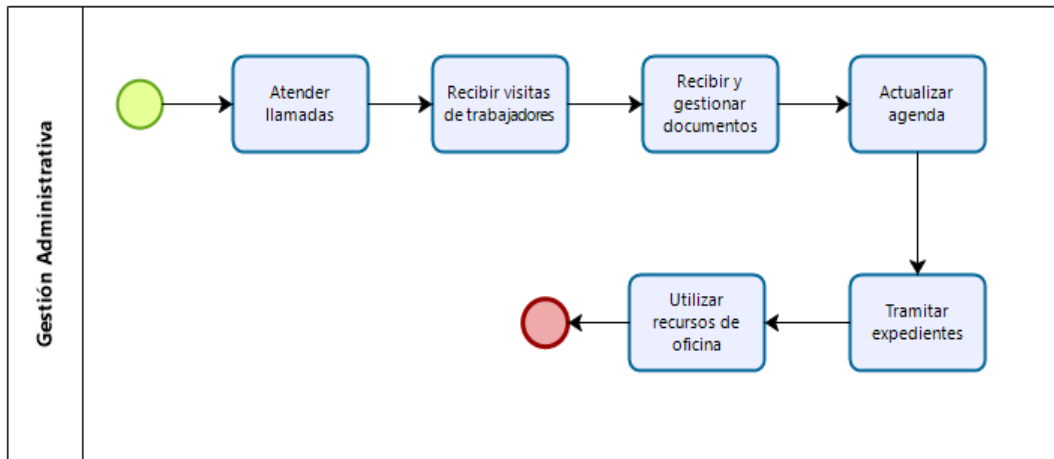 Gestión Administrativa
Atender
llamadas
Recibir visitas
de trabajadores
Recibir y
gestionar
documentos
Actualizar
agenda
Tramitar
expedientes
Utilizar
recursos de
oficina